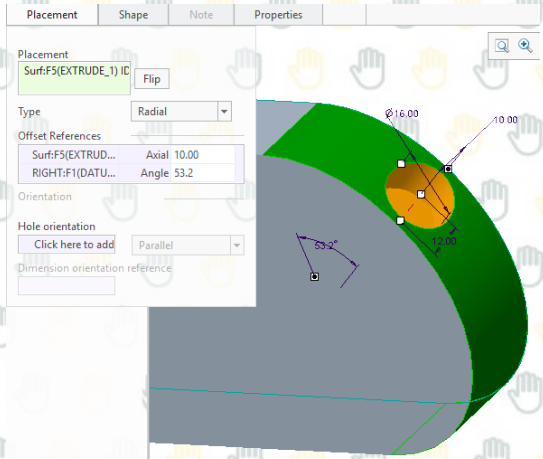 Placement Shape Note Properties
Placement
Surf:F5(EXTRUDE_1) ID
Flip
Type Radial
Offset References
Surf:F5(EXTRUD... Axial 10.00
RIGHT:F1(DATU... Angle 53.2
Orientation
Hole orientation
Click here to add Parallel
Dimension orientation reference
Ø16.00
10.00
12.00
53.2°